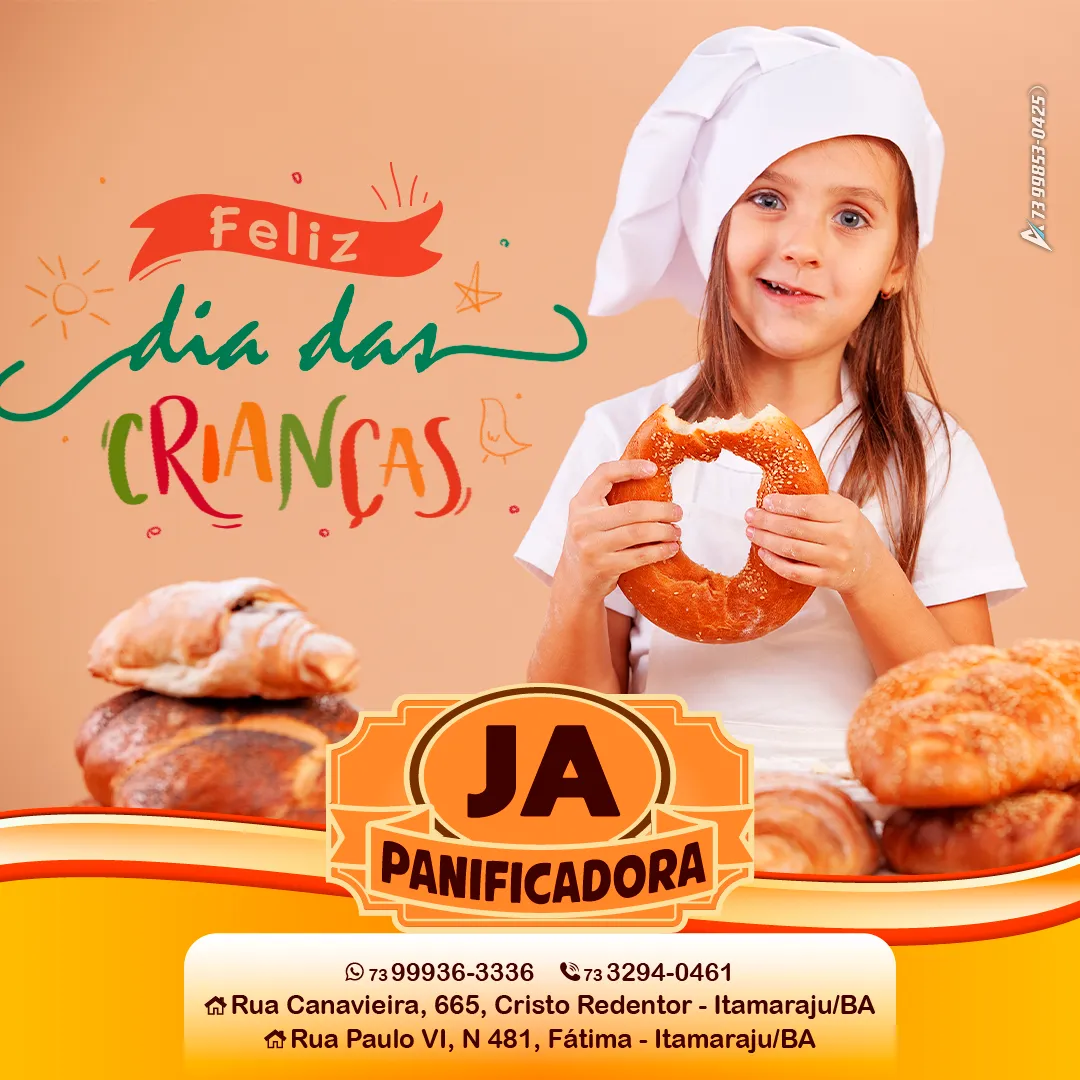 Feliz
dia das
CRIANÇAS
73 99853-0425
JA
PANIFICADORA
73 99936-3336 73 3294-0461
Rua Canavieira, 665, Cristo Redentor - Itamaraju/BA
Rua Paulo VI, N 481, Fátima - Itamaraju/BA